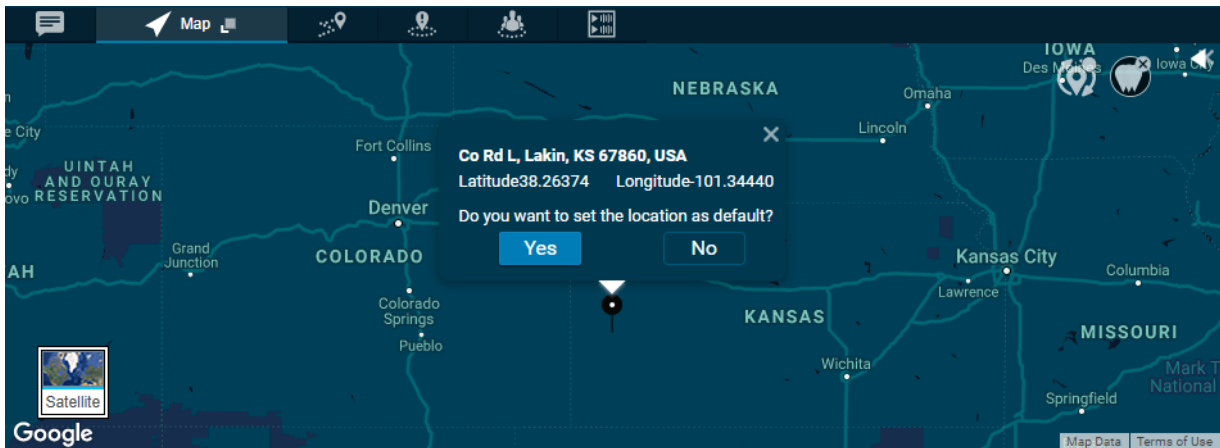 Map
IOWA
Des Moines
Iowa City
NEBRASKA
Omaha
e City
Lincoln
Fort Collins
Co Rd L, Lakin, KS 67860, USA
Latitude38.26374 Longitude-101.34440
Do you want to set the location as default?
Yes
No
dy
UINTAH
AND OURAY
RESERVATION
ovo
Denver
Grand
Junction
COLORADO
AH
Kansas City
Columbia
Lawrence
Colorado
Springs
KANSAS
MISSOURI
Pueblo
Wichita
Mark T
National
Springfield
Satellite
Google
Map Data
Terms of Use